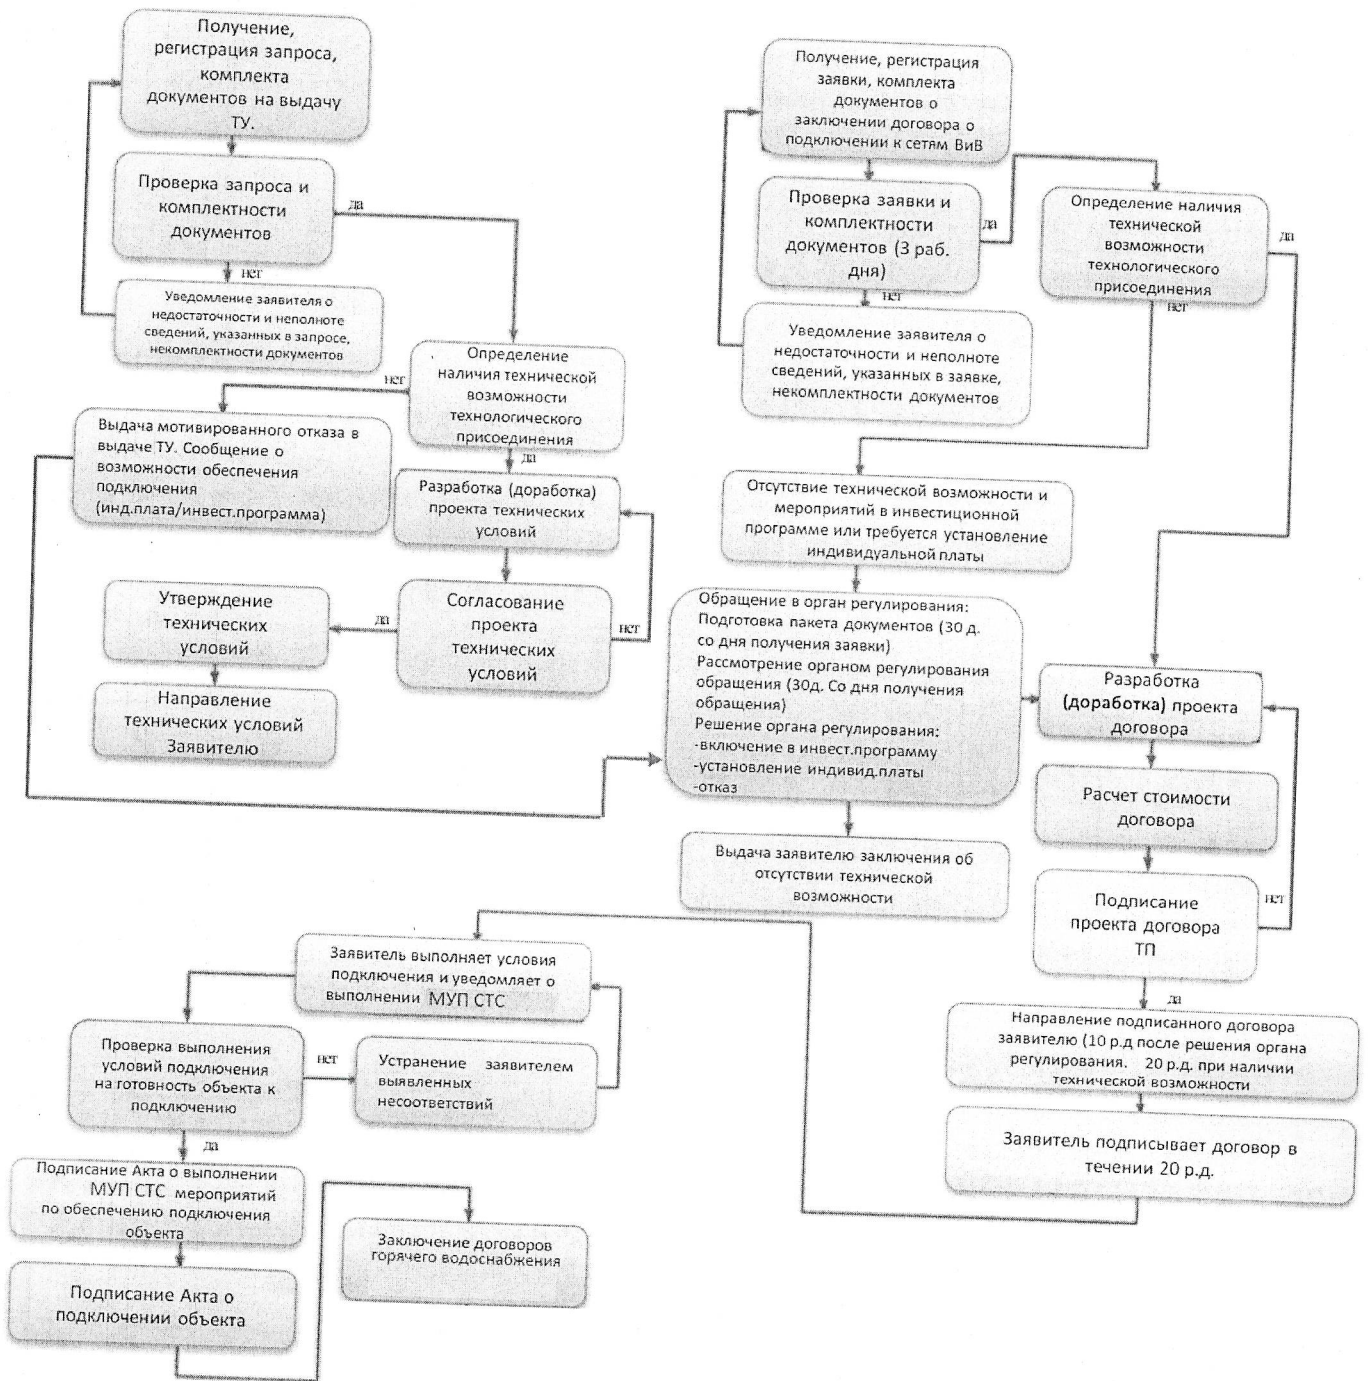 Получение,
регистрация запроса,
комплекта
документов на выдачу
ТУ.
Проверка запроса и
комплектности
документов
да
нет
Уведомление заявителя о
недостаточности и неполноте
сведений, указанных в запросе,
некомплектности документов
Определение
наличия технической
возможности
технологического
присоединения
нет
да
Выдача мотивированного отказа в
выдаче ТУ. Сообщение о
возможности обеспечения
подключения
(инд.плата/инвест.программа)
Разработка (доработка)
проекта технических
условий
Согласование
проекта
технических
условий
да
нет
Утверждение
технических
условий
Направление
технических условий
Заявителю
Получение, регистрация
заявки, комплекта
документов о
заключении договора о
подключении к сетям ВиВ
Проверка заявки и
комплектности
документов (3 раб.
дня)
да
нет
Уведомление заявителя о
недостаточности и неполноте
сведений, указанных в заявке,
некомплектности документов
Определение наличия
технической
возможности
технологического
присоединения
да
нет
Отсутствие технической возможности и
мероприятий в инвестиционной
программе или требуется установление
индивидуальной платы
Обращение в орган регулирования:
Подготовка пакета документов (30 д.
со дня получения заявки)
Рассмотрение органом регулирования
обращения (30д. Со дня получения
обращения)
Решение органа регулирования:
-включение в инвест.программу
-установление индивид.платы
-отказ
Выдача заявителю заключения об
отсутствии технической
возможности
Разработка
(доработка) проекта
договора
Расчет стоимости
договора
Подписание
проекта договора
ТП
нет
да
Направление подписанного договора
заявителю (10 р.д после решения органа
регулирования. 20 р.д. при наличии
технической возможности
Заявитель подписывает договор в
течении 20 р.д.
Заявитель выполняет условия
подключения и уведомляет о
выполнении МУП СТС
Проверка выполнения
условий подключения
на готовность объекта к
подключению
нет
Устранение заявителем
выявленных
несоответствий
да
Подписание Акта о выполнении
МУП СТС мероприятий
по обеспечению подключения
объекта
Подписание Акта о
подключении объекта
Заключение договоров
горячего водоснабжения